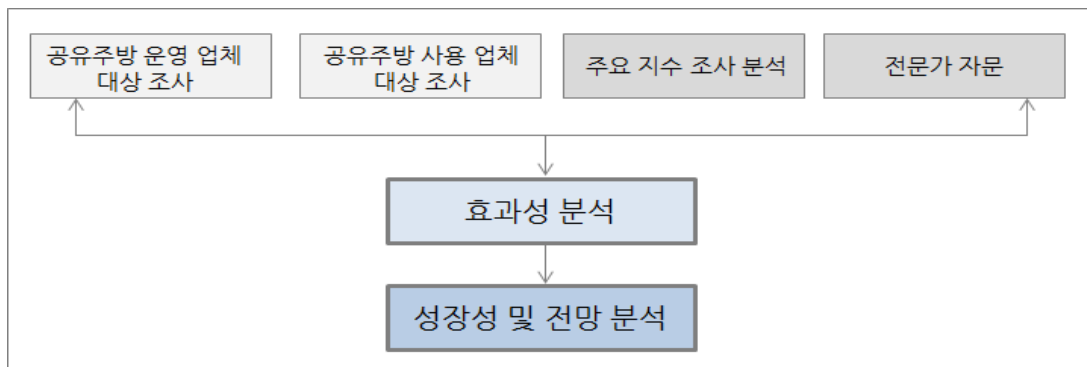 공유주방 운영 업체
대상 조사
공유주방 사용 업체
대상 조사
주요 지수 조사 분석
전문가 자문
효과성 분석
성장성 및 전망 분석